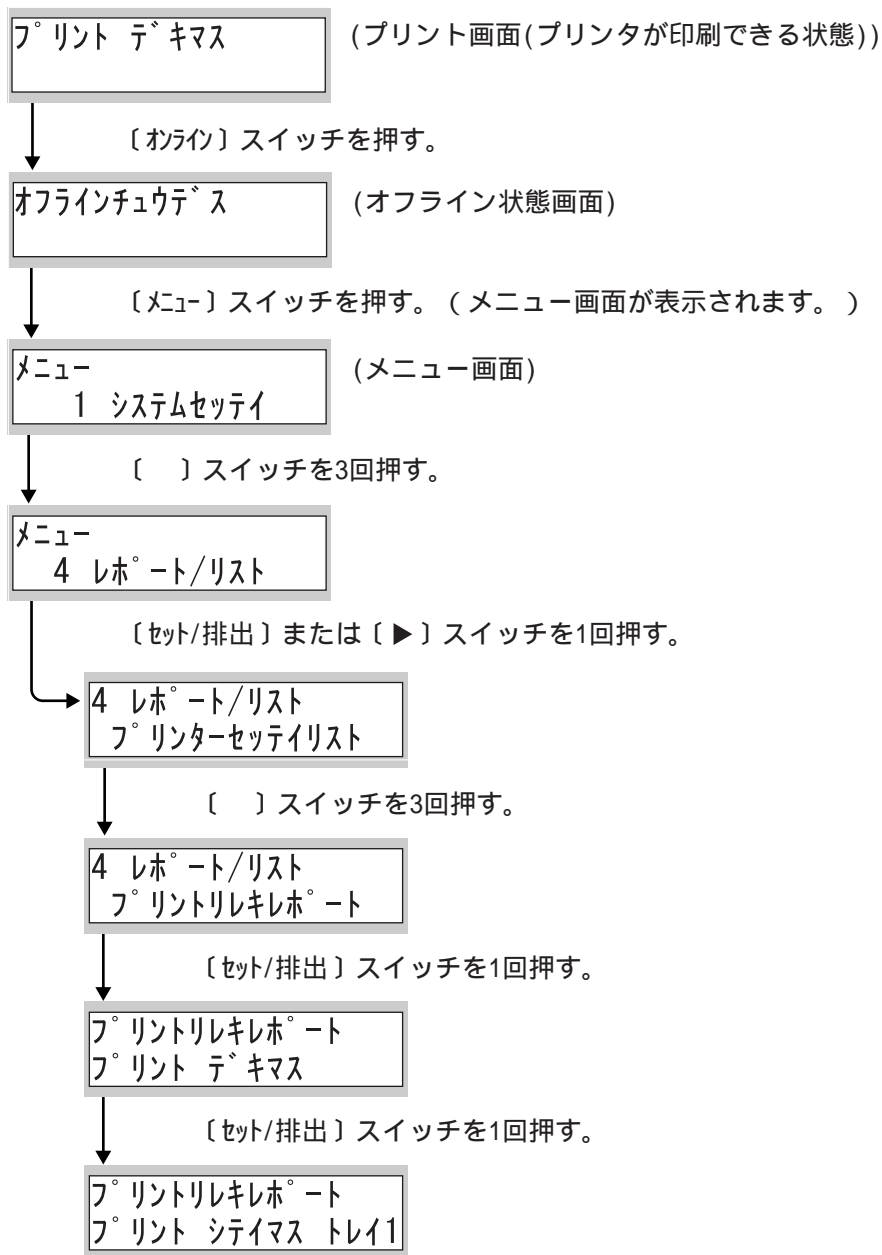 プリント デキマス
(プリント画面(プリンタが印刷できる状態))
〔ｵﾝﾗｲﾝ〕スイッチを押す。
オフラインチュウデス
(オフライン状態画面)
〔ﾒﾆｭｰ〕スイッチを押す。(メニュー画面が表示されます。)
メニュー
1 システムセッテイ
(メニュー画面)
〔　〕スイッチを3回押す。
メニュー
4 レポート/リスト
〔ｾｯﾄ/排出〕または〔▶〕スイッチを1回押す。
4 レポート/リスト
プリンターセッテイリスト
〔　〕スイッチを3回押す。
4 レポート/リスト
プリントリレキレポート
〔ｾｯﾄ/排出〕スイッチを1回押す。
プリントリレキレポート
プリント デキマス
〔ｾｯﾄ/排出〕スイッチを1回押す。
プリントリレキレポート
プリント シテイマス トレイ1